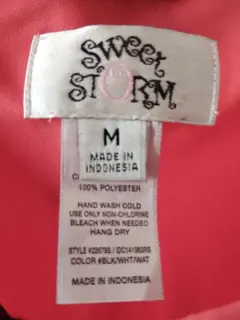 SWEET
STORM
M
MADE IN
INDONESIA
100% POLYESTER
HAND WASH COLD
USE ONLY NON-CHLORINE
BLEACH WHEN NEEDED
HANG DRY
COLOR #BLK/WHT/WAT
MADE IN INDONESIA